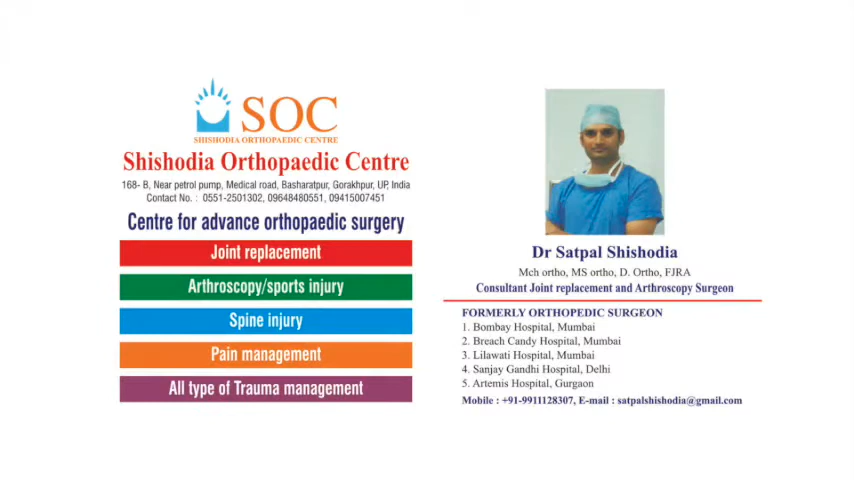 SOC
SHISHODIA ORTHOPAEDIC CENTRE
Shishodia Orthopaedic Centre
168- B, Near petrol pump, Medical road, Basharatpur, Gorakhpur, UP, India
Contact No. : 0551-2501302, 09648480551, 09415007451
Centre for advance orthopaedic surgery
Joint replacement
Arthroscopy/sports injury
Spine injury
Pain management
All type of Trauma management
Dr Satpal Shishodia
Mch ortho, MS ortho, D. Ortho, FJRA
Consultant Joint replacement and Arthroscopy Surgeon
FORMERLY ORTHOPEDIC SURGEON
1. Bombay Hospital, Mumbai
2. Breach Candy Hospital, Mumbai
3. Lilawati Hospital, Mumbai
4. Sanjay Gandhi Hospital, Delhi
5. Artemis Hospital, Gurgaon
Mobile : +91-9911128307, E-mail : satpalshishodia@gmail.com